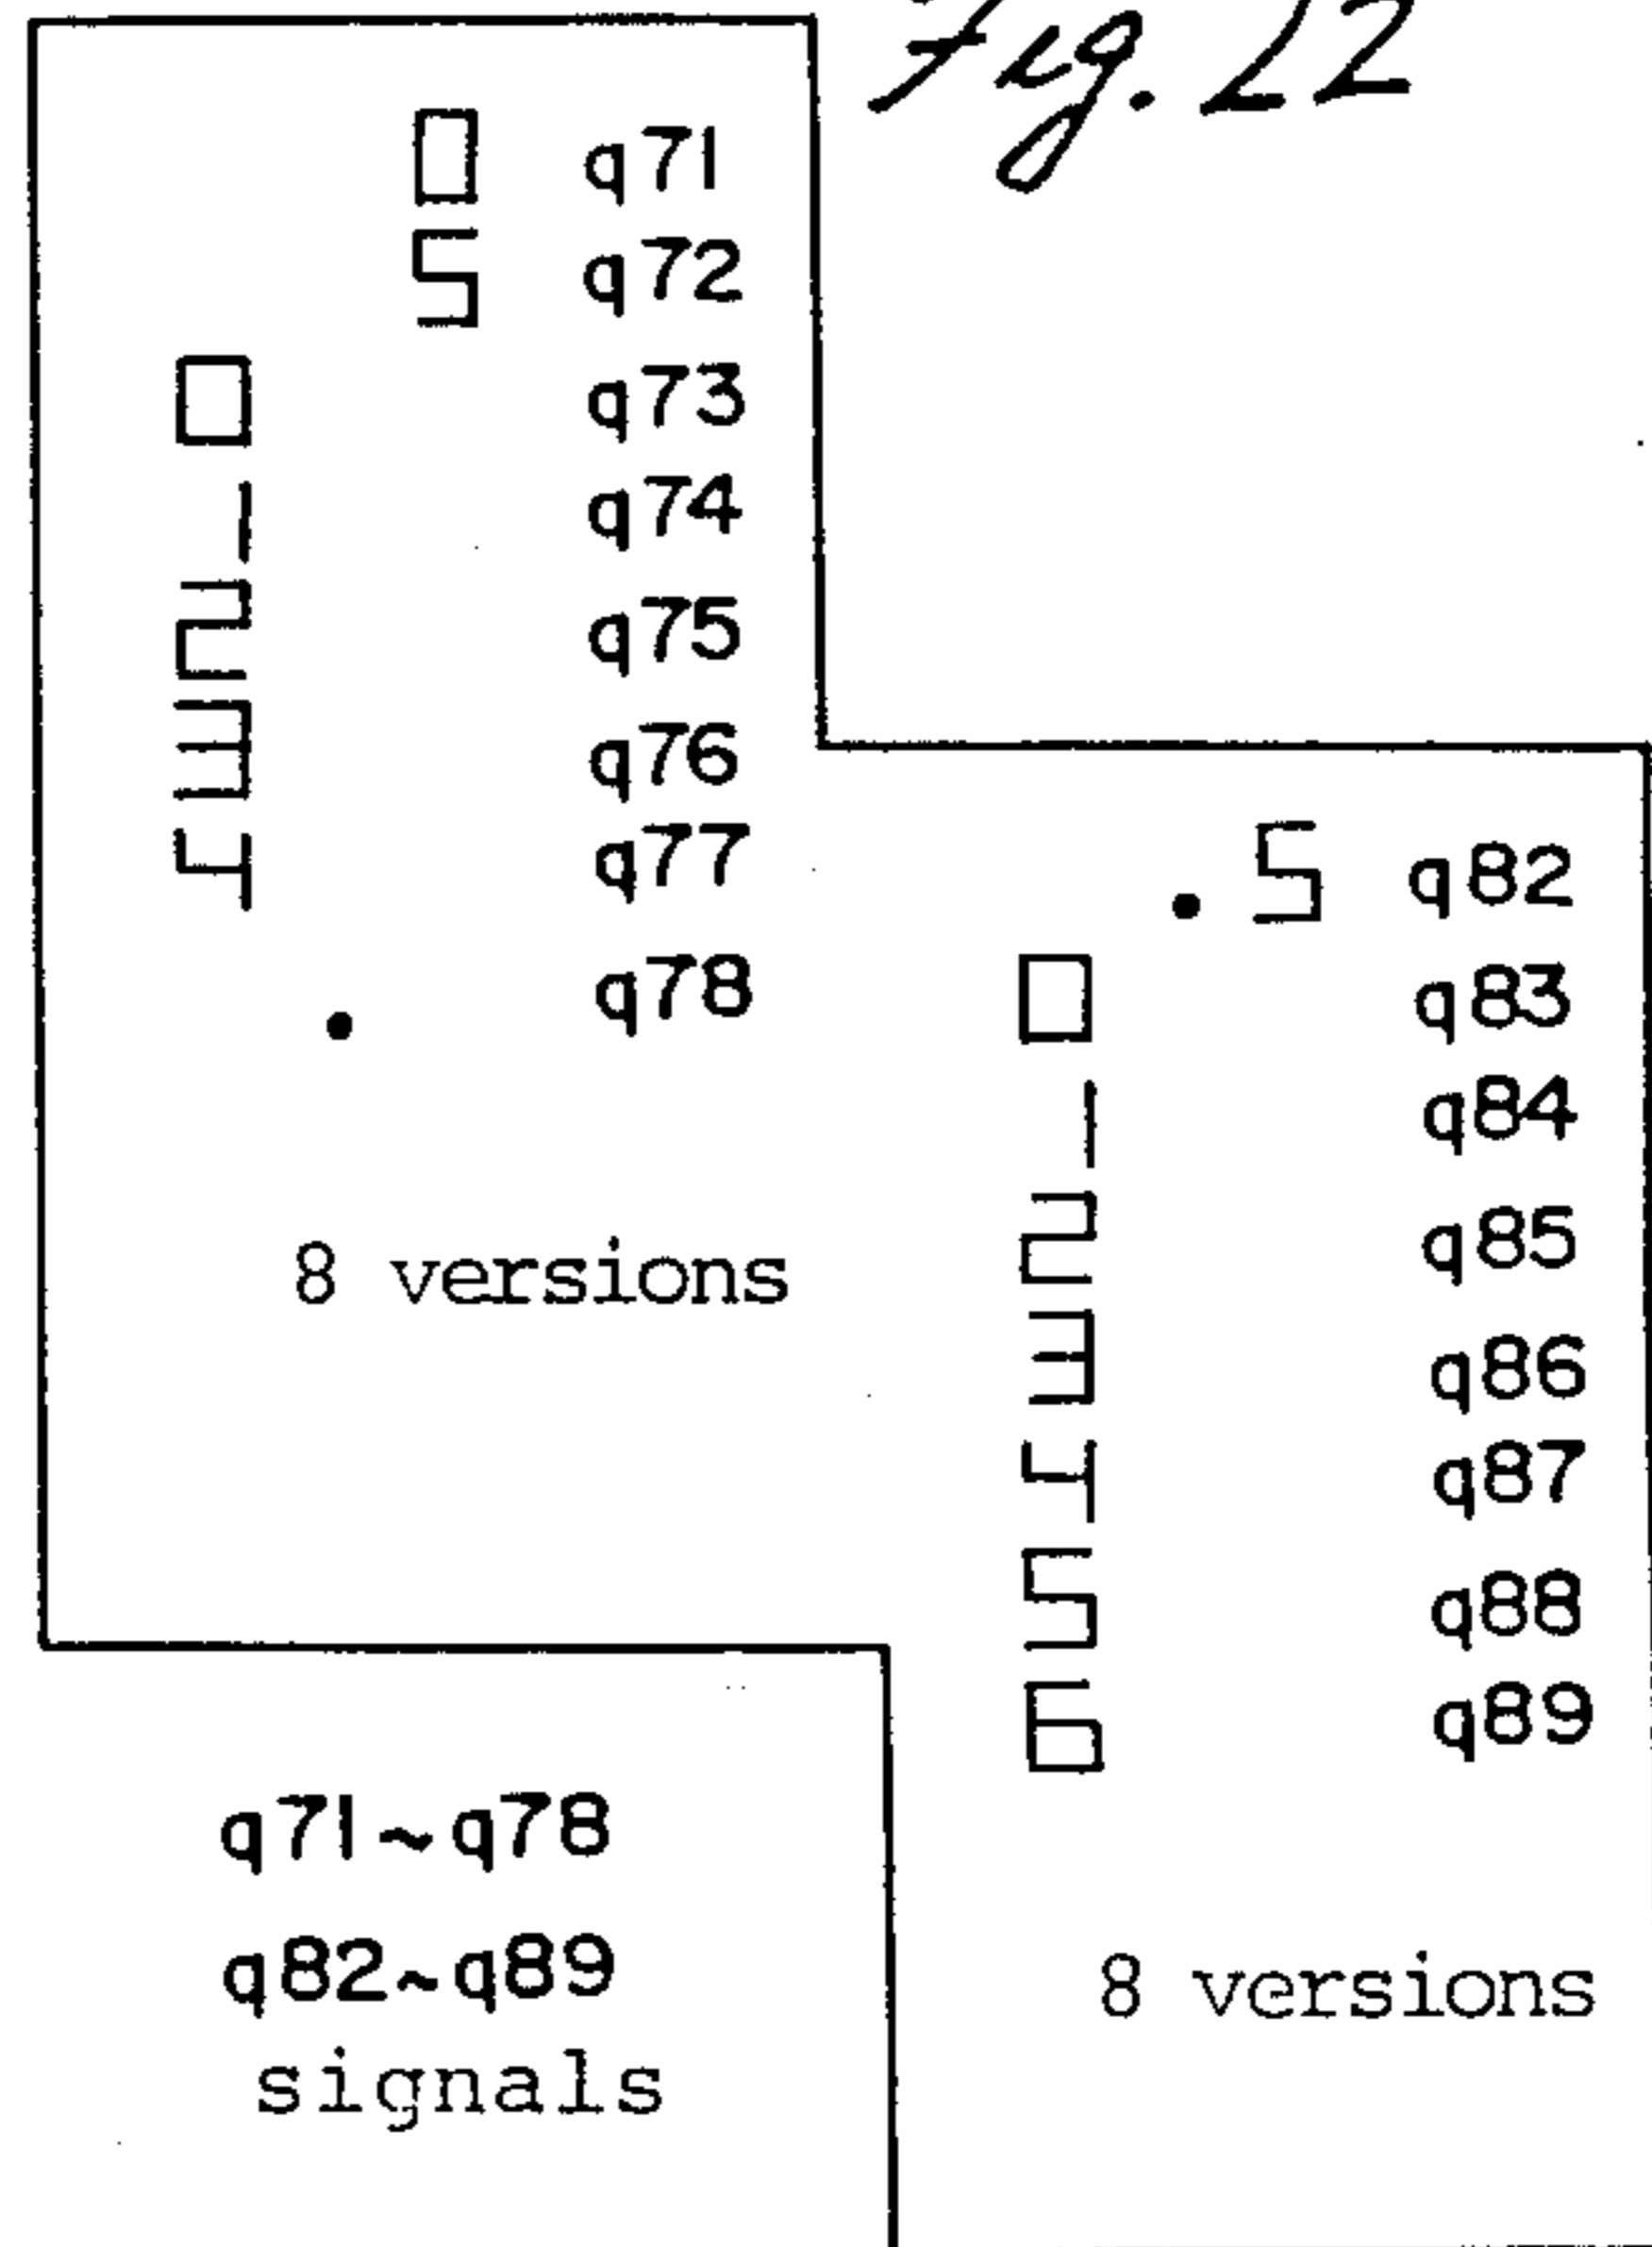 Fig. 22
0 q71
5 q72
0 q73
1 q74
2 q75
3 q76
4 q77
. q78
8 versions
.5 q82
0 q83
1 q84
2 q85
3 q86
4 q87
5 q88
6 q89
8 versions
q71~q78
q82~q89
signals